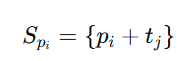 $S_{p_i} = \{p_i + t_j\}$